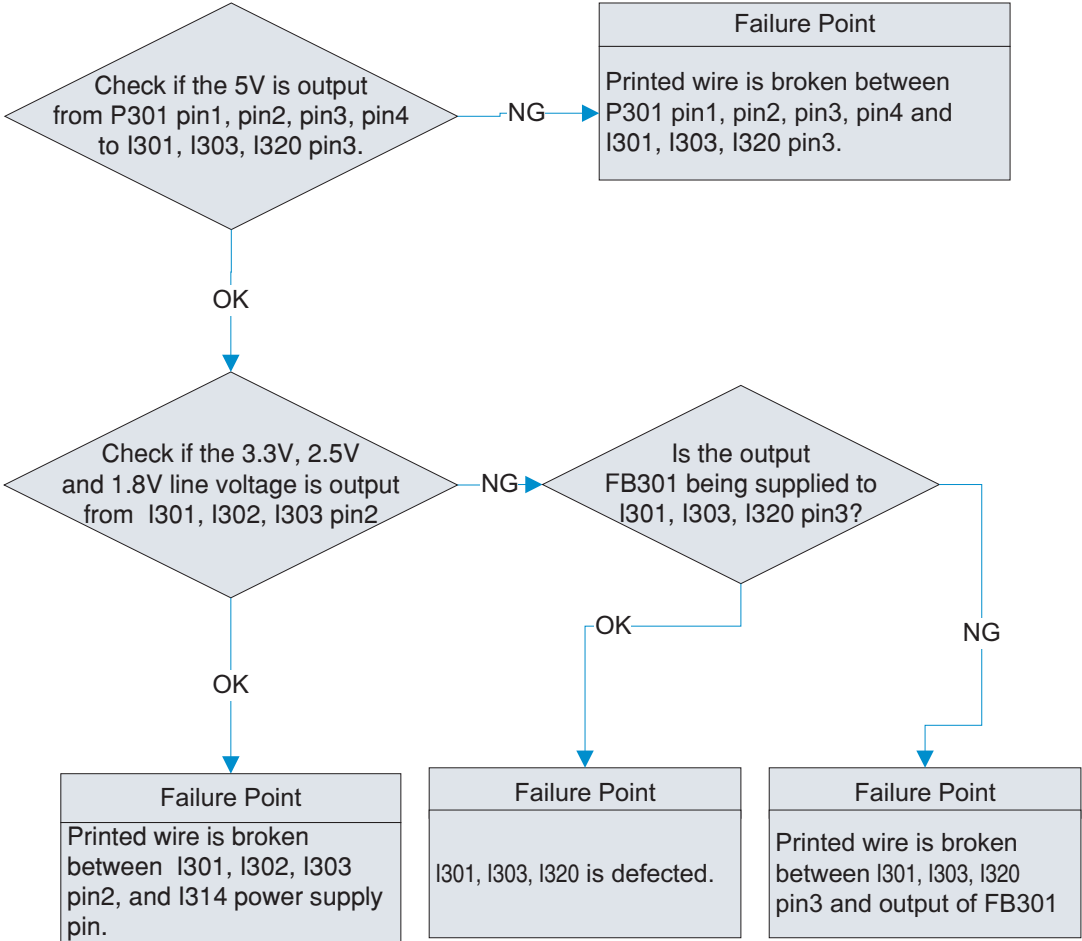 Check if the 5V is output
from P301 pin1, pin2, pin3, pin4
to I301, I303, I320 pin3.
NG
Failure Point
Printed wire is broken between
P301 pin1, pin2, pin3, pin4 and
I301, I303, I320 pin3.
OK
Check if the 3.3V, 2.5V
and 1.8V line voltage is output
from I301, I302, I303 pin2
NG
Is the output
FB301 being supplied to
I301, I303, I320 pin3?
OK
NG
OK
Failure Point
Printed wire is broken
between I301, I302, I303
pin2, and I314 power supply
pin.
Failure Point
I301, I303, I320 is defected.
Failure Point
Printed wire is broken
between I301, I303, I320
pin3 and output of FB301